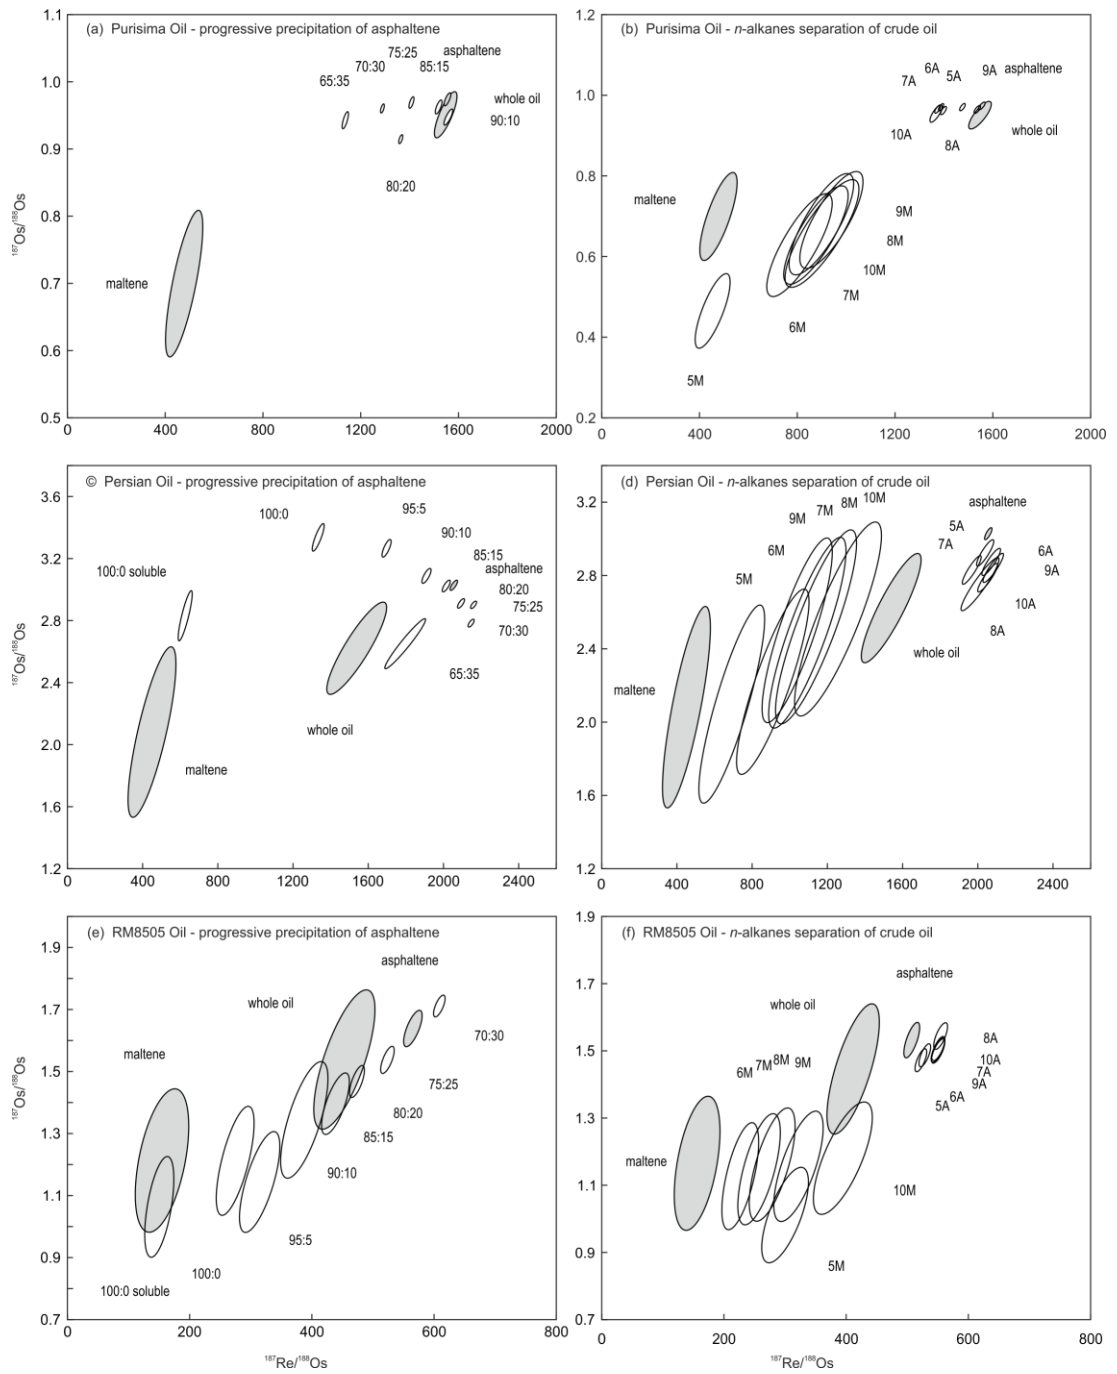 (a) Purisima Oil - progressive precipitation of asphaltene
1.1
1.0
0.9
0.8
0.7
0.6
0.5
¹⁸⁷Os/¹⁸⁸Os
75:25
asphaltene
70:30
85:15
65:35
whole oil
90:10
80:20
maltene
0 400 800 1200 1600 2000
(b) Purisima Oil - n-alkanes separation of crude oil
1.2
1.0
0.8
0.6
0.4
0.2
6A
9A
asphaltene
7A
5A
10A
whole oil
8A
maltene
9M
8M
10M
7M
6M
5M
0 400 800 1200 1600 2000
© Persian Oil - progressive precipitation of asphaltene
3.6
3.2
2.8
2.4
2.0
1.6
1.2
¹⁸⁷Os/¹⁸⁸Os
100:0
95:5
90:10
85:15
asphaltene
100:0 soluble
80:20
75:25
70:30
65:35
whole oil
maltene
0 400 800 1200 1600 2000 2400
(d) Persian Oil - n-alkanes separation of crude oil
3.2
2.8
2.4
2.0
1.6
1.2
10M
8M
7M
9M
asphaltene
5A
6M
7A
6A
9A
5M
10A
8A
whole oil
maltene
0 400 800 1200 1600 2000 2400
(e) RM8505 Oil - progressive precipitation of asphaltene
1.9
1.7
1.5
1.3
1.1
0.9
0.7
¹⁸⁷Os/¹⁸⁸Os
asphaltene
whole oil
70:30
maltene
75:25
80:20
85:15
90:10
95:5
100:0
100:0 soluble
0 200 400 600 800
¹⁸⁷Re/¹⁸⁸Os
(f) RM8505 Oil - n-alkanes separation of crude oil
1.9
1.7
1.5
1.3
1.1
0.9
0.7
asphaltene
whole oil
8A
6M 7M 8M 9M
10A
7A
9A
6A
5A
maltene
10M
5M
0 200 400 600 800
¹⁸⁷Re/¹⁸⁸Os